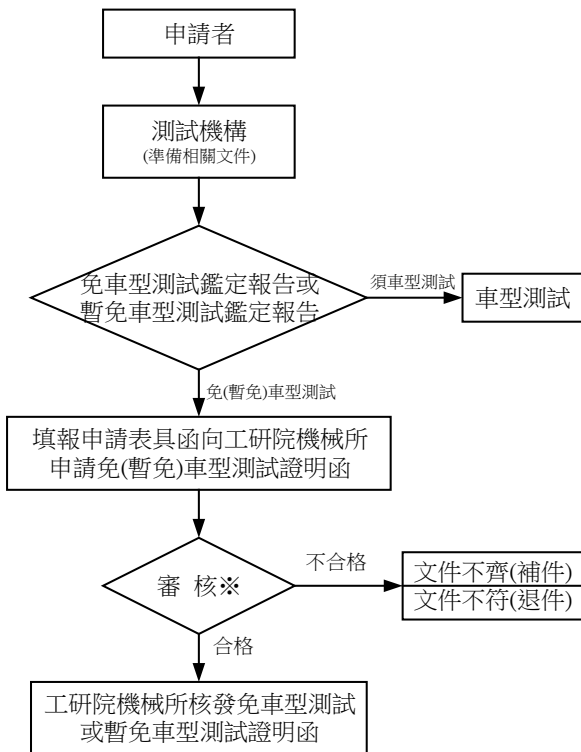 申請者
測試機構
(準備相關文件)
免車型測試鑑定報告或
暫免車型測試鑑定報告
須車型測試
車型測試
免(暫免)車型測試
填報申請表具函向工研院機械所
申請免(暫免)車型測試證明函
審 核※
不合格
文件不齊(補件)
文件不符(退件)
合格
工研院機械所核發免車型測試
或暫免車型測試證明函